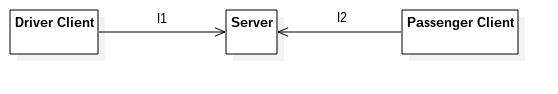 Driver Client
I1
Server
I2
Passenger Client